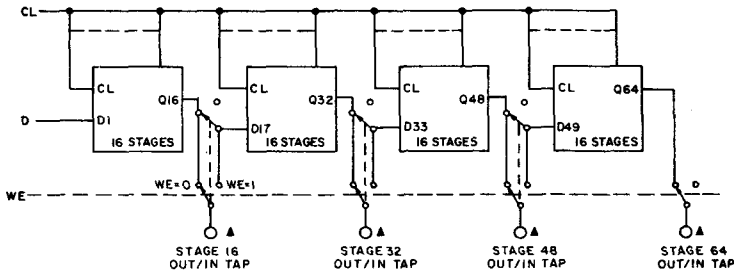 CL
CL
CL
CL
CL
Q16
Q32
Q48
Q64
D
D1
D17
D33
D49
16 STAGES
16 STAGES
16 STAGES
16 STAGES
WE=0
WE=1
WE
STAGE 16
OUT/IN TAP
STAGE 32
OUT/IN TAP
STAGE 48
OUT/IN TAP
STAGE 64
OUT/IN TAP